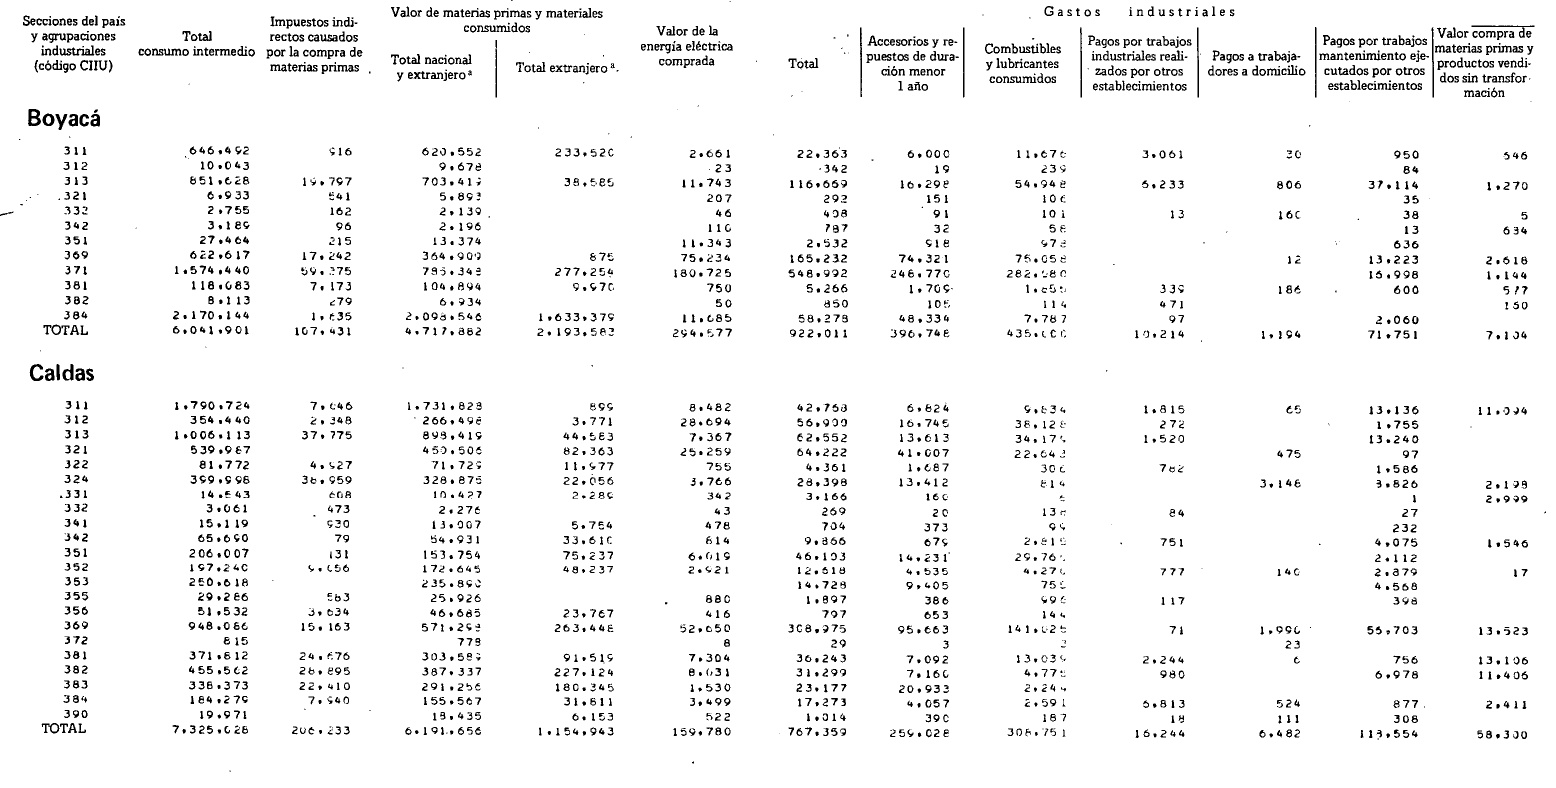 Secciones del país y agrupaciones industriales (código CIIU)
Total consumo intermedio
Impuestos indirectos causados por la compra de materias primas
Valor de materias primas y materiales consumidos
Total nacional y extranjero a
Total extranjero a
Valor de la energía eléctrica comprada
Gastos industriales
Total
Accesorios y repuestos de duración menor 1 año
Combustibles y lubricantes consumidos
Pagos por trabajos industriales realizados por otros establecimientos
Pagos a trabajadores a domicilio
Pagos por trabajos mantenimiento ejecutados por otros establecimientos
Valor compra de materias primas y productos vendidos sin transformación
Boyacá
311 646.492 916 620.552 233.520 2.661 22.363 6.000 11.676 3.061 30 950 546
312 10.043 9.678 23 342 19 239 84
313 851.628 19.797 703.419 38.585 11.743 116.669 16.298 54.948 6.233 806 37.114 1.270
321 6.933 541 5.893 207 292 151 106 35
332 2.755 162 2.139 46 408 91 101 13 160 38 5
342 3.189 96 2.196 110 787 32 58 13 634
351 27.464 215 13.374 11.343 2.532 918 978 636
369 622.617 17.242 364.909 875 75.234 165.232 74.321 75.058 12 13.223 2.618
371 1.574.440 59.275 277.254 180.725 548.992 246.770 16.998 1.144
381 118.083 7.173 104.894 9.970 750 5.266 1.709 339 186 600 577
382 8.113 279 6.934 50 850 105 114 471 150
384 2.170.144 1.635 2.098.546 1.633.379 11.685 58.278 48.334 7.787 97 2.060
TOTAL 6.041.901 107.431 4.717.882 2.193.583 294.577 922.011 396.748 10.214 1.194 71.751 7.104
Caldas
311 1.790.724 7.646 1.731.828 899 8.482 42.758 6.824 9.834 1.815 65 13.136 11.094
312 354.440 2.348 266.498 3.771 28.694 56.900 16.745 38.128 272 1.755
313 1.006.113 37.775 898.419 44.583 7.367 62.552 13.613 34.179 1.520 13.240
321 539.987 450.506 82.363 25.259 64.222 41.007 22.643 475 97
322 81.772 4.927 71.729 11.977 755 4.361 1.687 306 782 1.586
324 399.998 38.959 328.875 22.056 3.766 28.398 13.412 814 3.146 3.826 2.198
331 14.543 608 10.427 2.289 342 3.166 160 1 2.999
332 3.061 473 2.276 43 269 20 138 84 27
341 15.119 930 13.007 5.754 478 704 373 99 232
342 65.690 79 54.931 33.610 614 9.866 679 2.815 751 4.075 1.546
351 206.007 131 153.754 75.237 6.019 46.103 14.231 2.112
352 197.240 9.056 172.645 48.237 2.921 12.618 4.535 4.270 777 140 2.879 17
353 250.618 235.890 14.728 9.405 755 4.568
355 29.286 583 25.926 880 1.897 386 996 117 398
356 51.532 3.634 46.685 23.767 416 797 653 144
369 948.086 15.163 571.298 263.448 52.650 308.975 95.663 141.025 71 1.990 55.703 13.523
372 815 778 8 29 3 3 23
381 371.812 24.676 303.589 91.519 7.304 36.243 7.092 13.039 2.244 6 756 13.106
382 455.562 28.895 387.337 227.124 8.031 31.299 7.160 4.775 980 6.978 11.406
383 338.373 22.410 291.256 180.345 1.530 23.177 20.933 2.244
384 184.279 7.940 155.567 31.811 3.499 17.273 4.057 2.591 6.813 524 877 2.411
390 19.971 18.435 6.153 522 1.014 390 187 18 111 308
TOTAL 7.325.028 206.233 6.191.656 1.154.943 159.780 767.359 259.028 308.751 16.244 6.482 113.554 58.300